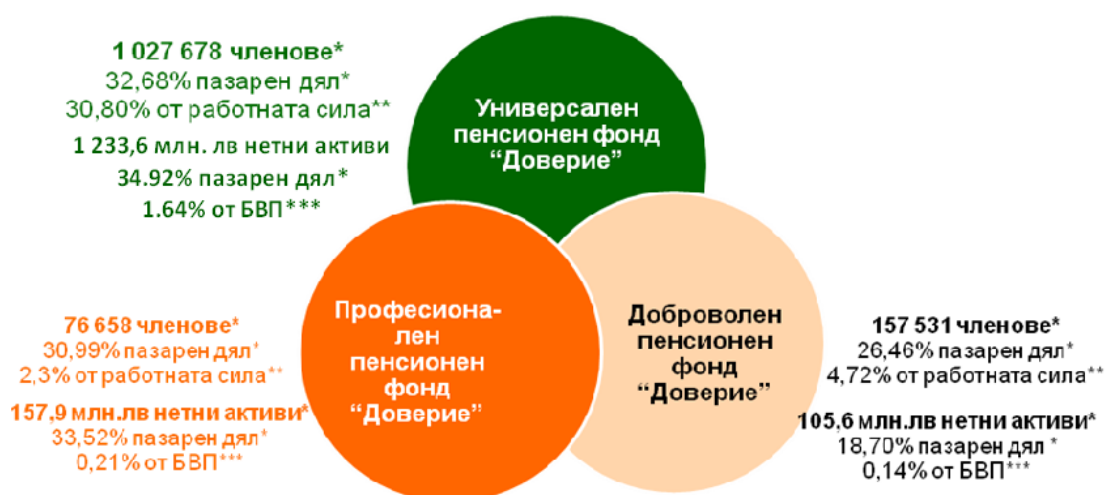 1 027 678 членове*
32,68% пазарен дял*
30,80% от работната сила**
1 233,6 млн. лв нетни активи
34.92% пазарен дял*
1.64% от БВП***
Универсален
пенсионен фонд
“Доверие”
76 658 членове*
30,99% пазарен дял*
2,3% от работната сила**
157,9 млн.лв нетни активи*
33,52% пазарен дял*
0,21% от БВП***
Професиона-
лен
пенсионен
фонд
“Доверие”
Доброволен
пенсионен
фонд
“Доверие”
157 531 членове*
26,46% пазарен дял*
4,72% от работната сила**
105,6 млн.лв нетни активи*
18,70% пазарен дял *
0,14% от БВП***